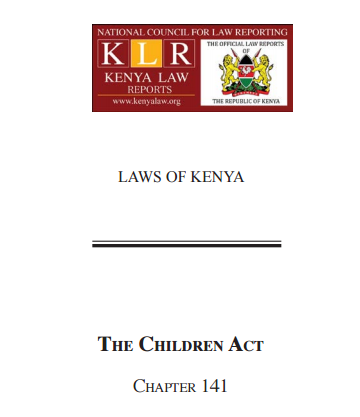 NATIONAL COUNCIL FOR LAW REPORTING
KLR
KENYA LAW
REPORTS
www.kenyalaw.org
THE OFFICIAL LAW REPORTS
OF
THE REPUBLIC OF KENYA
LAWS OF KENYA
THE CHILDREN ACT
CHAPTER 141